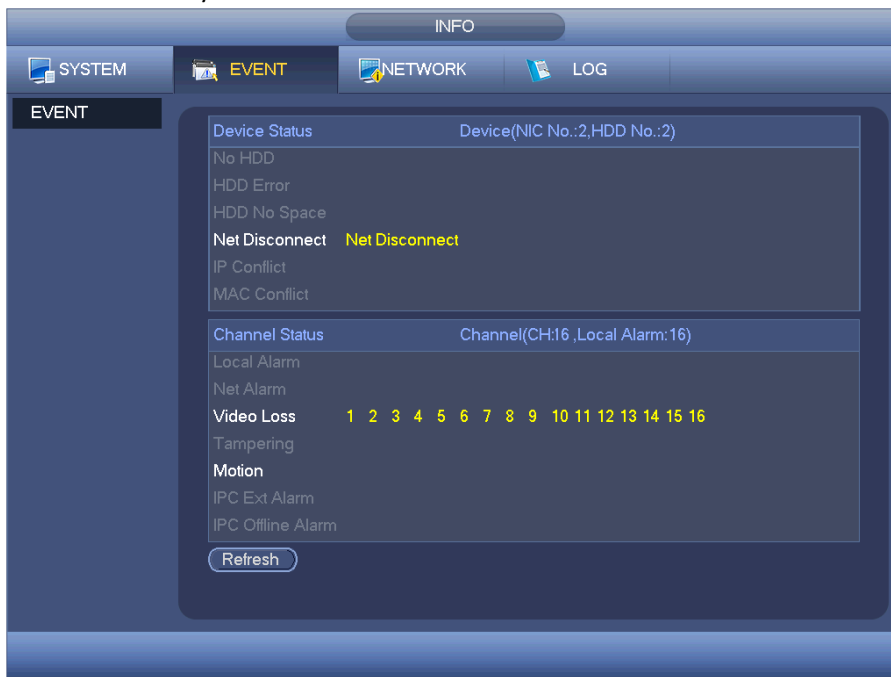 INFO
SYSTEM EVENT NETWORK LOG
EVENT
Device Status Device(NIC No.:2,HDD No.:2)
No HDD
HDD Error
HDD No Space
Net Disconnect Net Disconnect
IP Conflict
MAC Conflict
Channel Status Channel(CH:16 ,Local Alarm:16)
Local Alarm
Net Alarm
Video Loss 1 2 3 4 5 6 7 8 9 10 11 12 13 14 15 16
Tampering
Motion
IPC Ext Alarm
IPC Offline Alarm
Refresh